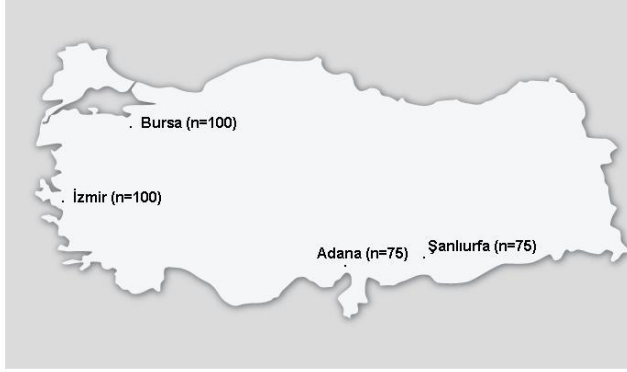 Bursa (n=100)
İzmir (n=100)
Adana (n=75)
Şanlıurfa (n=75)